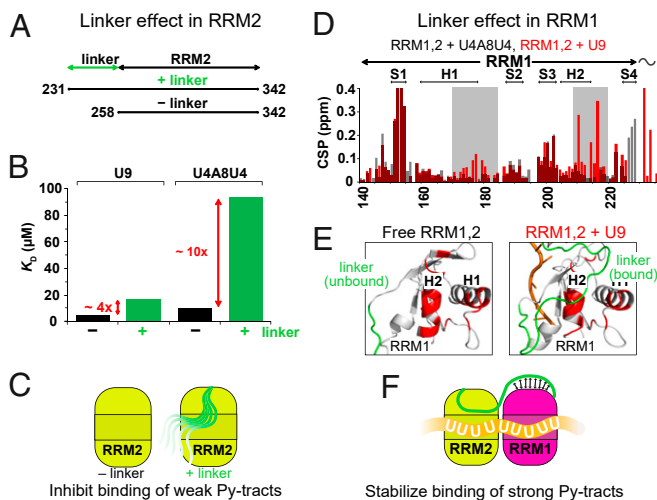 Linker effect in RRM2
A
linker
RRM2
+ linker
231
342
− linker
258
342
B
U9
U4A8U4
100
80
60
40
20
0
K_D (µM)
~ 4x
~ 10x
−
+
−
+
linker
C
RRM2
RRM2
− linker
+ linker
Inhibit binding of weak Py-tracts
D
Linker effect in RRM1
RRM1,2 + U4A8U4, RRM1,2 + U9
RRM1
S1
H1
S2
S3
H2
S4
0.4
0.3
0.2
0.1
0
CSP (ppm)
140
160
180
200
220
E
Free RRM1,2
RRM1,2 + U9
linker
(unbound)
H2
H1
RRM1
linker
(bound)
H2
H1
RRM1
F
U U U U U U U U U
RRM2
RRM1
Stabilize binding of strong Py-tracts